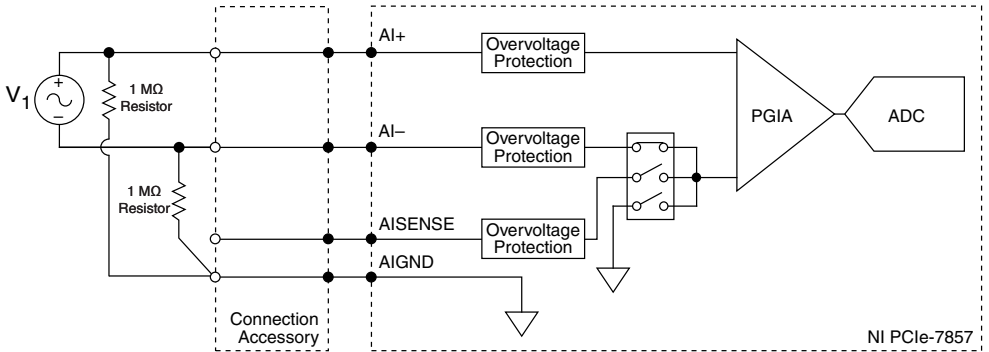 AI+
Overvoltage
Protection
+
V1
–
1 MΩ
Resistor
PGIA
ADC
AI–
Overvoltage
Protection
1 MΩ
Resistor
AISENSE
Overvoltage
Protection
AIGND
Connection
Accessory
NI PCIe-7857